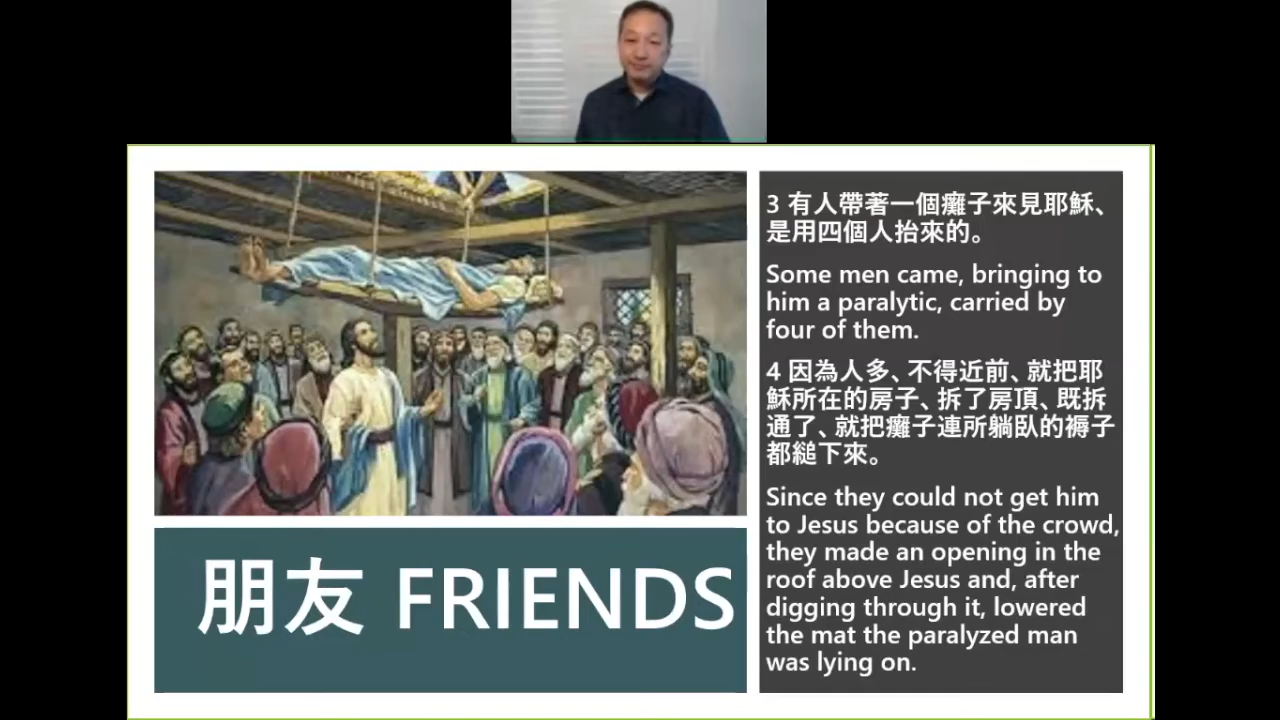 朋友 FRIENDS
3 有人帶著一個癱子來見耶穌、
是用四個人抬來的。
Some men came, bringing to
him a paralytic, carried by
four of them.
4 因為人多、不得近前、就把耶
穌所在的房子、拆了房頂、既拆
通了、就把癱子連所躺臥的褥子
都縋下來。
Since they could not get him
to Jesus because of the crowd,
they made an opening in the
roof above Jesus and, after
digging through it, lowered
the mat the paralyzed man
was lying on.